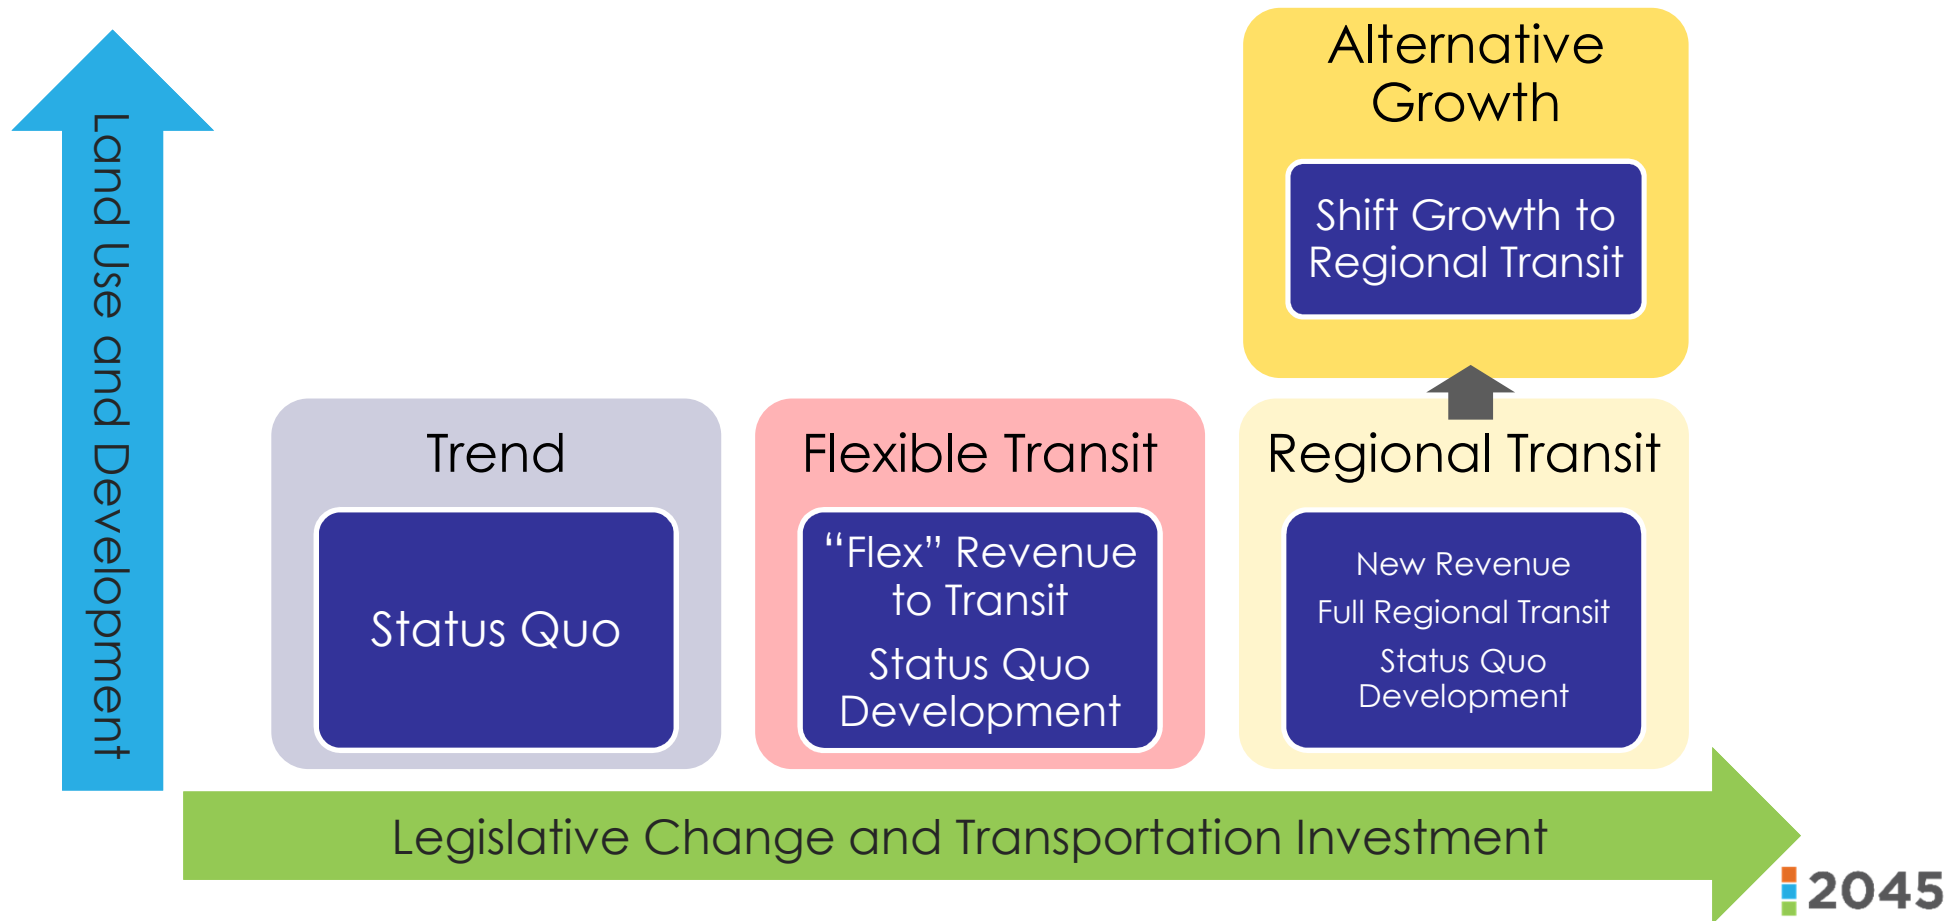 Land Use and Development
Alternative
Growth
Shift Growth to
Regional Transit
Trend
Status Quo
Flexible Transit
“Flex” Revenue
to Transit
Status Quo
Development
Regional Transit
New Revenue
Full Regional Transit
Status Quo
Development
Legislative Change and Transportation Investment
2045